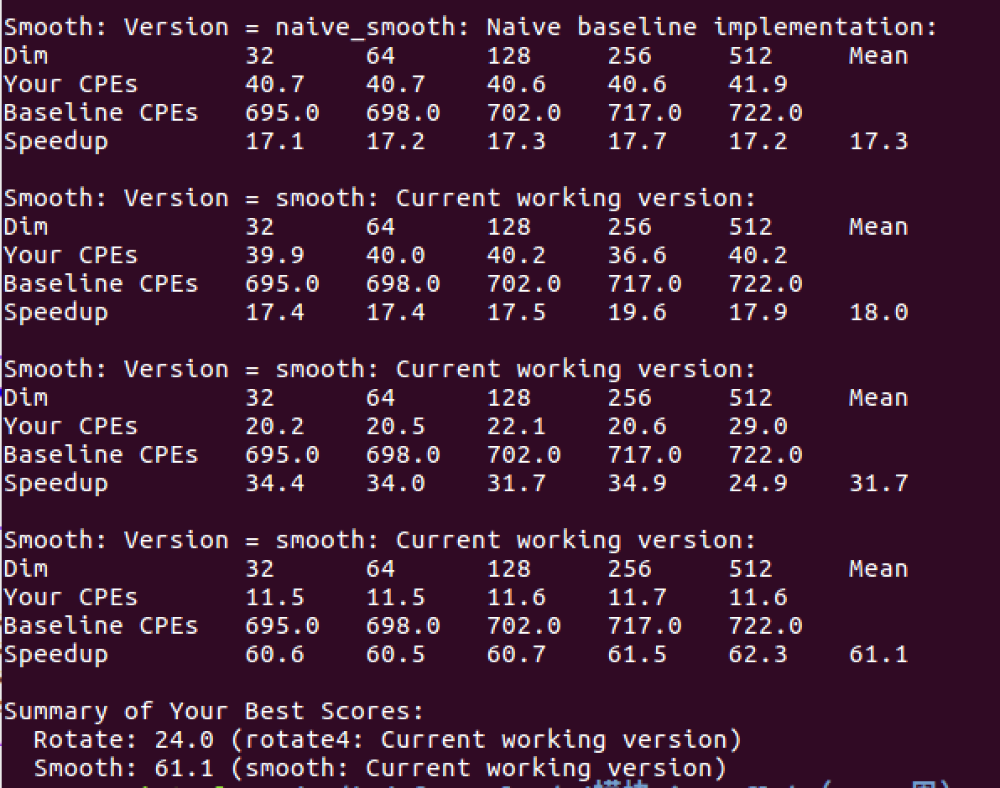 Smooth: Version = naive_smooth: Naive baseline implementation:
Dim 32 64 128 256 512 Mean
Your CPEs 40.7 40.7 40.6 40.6 41.9
Baseline CPEs 695.0 698.0 702.0 717.0 722.0
Speedup 17.1 17.2 17.3 17.7 17.2 17.3
Smooth: Version = smooth: Current working version:
Dim 32 64 128 256 512 Mean
Your CPEs 39.9 40.0 40.2 36.6 40.2
Baseline CPEs 695.0 698.0 702.0 717.0 722.0
Speedup 17.4 17.4 17.5 19.6 17.9 18.0
Smooth: Version = smooth: Current working version:
Dim 32 64 128 256 512 Mean
Your CPEs 20.2 20.5 22.1 20.6 29.0
Baseline CPEs 695.0 698.0 702.0 717.0 722.0
Speedup 34.4 34.0 31.7 34.9 24.9 31.7
Smooth: Version = smooth: Current working version:
Dim 32 64 128 256 512 Mean
Your CPEs 11.5 11.5 11.6 11.7 11.6
Baseline CPEs 695.0 698.0 702.0 717.0 722.0
Speedup 60.6 60.5 60.7 61.5 62.3 61.1
Summary of Your Best Scores:
Rotate: 24.0 (rotate4: Current working version)
Smooth: 61.1 (smooth: Current working version)